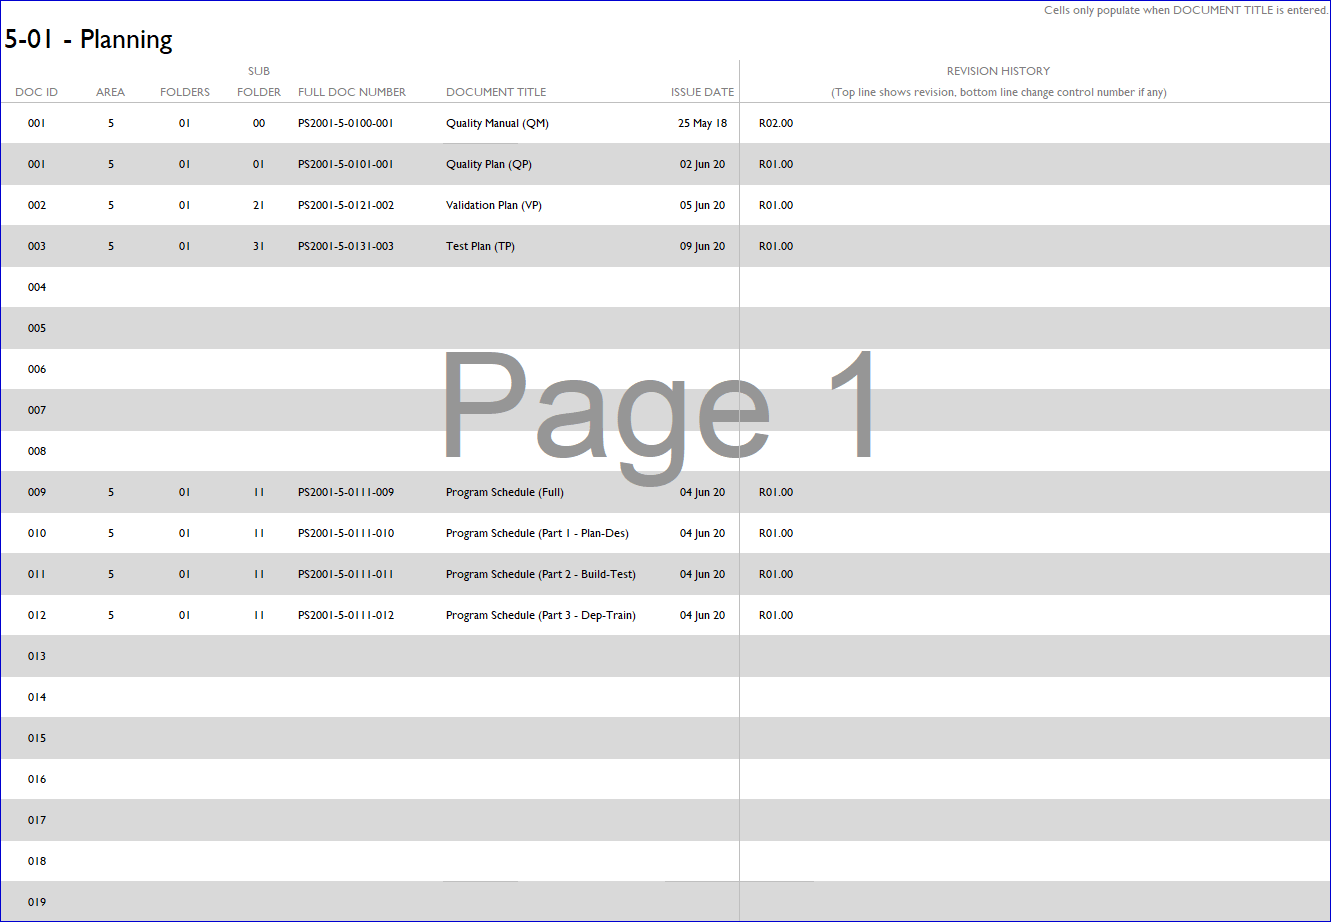 Cells only populate when DOCUMENT TITLE is entered.
5-01 - Planning
SUB REVISION HISTORY
DOC ID AREA FOLDERS FOLDER FULL DOC NUMBER DOCUMENT TITLE ISSUE DATE (Top line shows revision, bottom line change control number if any)
001 5 01 00 PS2001-5-0100-001 Quality Manual (QM) 25 May 18 R02.00
001 5 01 01 PS2001-5-0101-001 Quality Plan (QP) 02 Jun 20 R01.00
002 5 01 21 PS2001-5-0121-002 Validation Plan (VP) 05 Jun 20 R01.00
003 5 01 31 PS2001-5-0131-003 Test Plan (TP) 09 Jun 20 R01.00
004
005
006
007
008
Page 1
009 5 01 11 PS2001-5-0111-009 Program Schedule (Full) 04 Jun 20 R01.00
010 5 01 11 PS2001-5-0111-010 Program Schedule (Part 1 - Plan-Des) 04 Jun 20 R01.00
011 5 01 11 PS2001-5-0111-011 Program Schedule (Part 2 - Build-Test) 04 Jun 20 R01.00
012 5 01 11 PS2001-5-0111-012 Program Schedule (Part 3 - Dep-Train) 04 Jun 20 R01.00
013
014
015
016
017
018
019